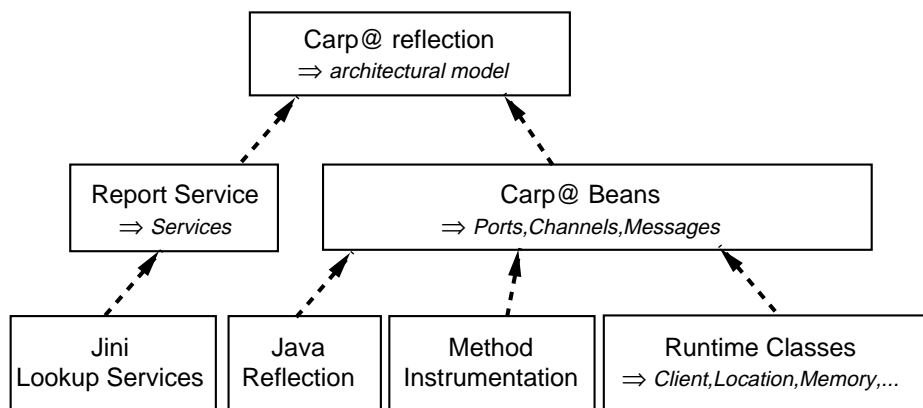 Carp@ reflection
⇒ architectural model
Report Service
⇒ Services
Carp@ Beans
⇒ Ports,Channels,Messages
Jini
Lookup Services
Java
Reflection
Method
Instrumentation
Runtime Classes
⇒ Client,Location,Memory,...